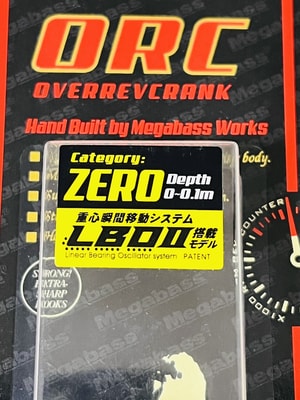 ORC
OVERREVCRANK
Hand Built by Megabass Works
body.
Category:
ZERO Depth 0-0.1m
重心瞬間移動システム
LBOII 搭載モデル
Linear Bearing Oscillator system PATENT
COUNTER
X1000r
STRONG!
EXTRA-
SHARP
HOOKS
Megabass